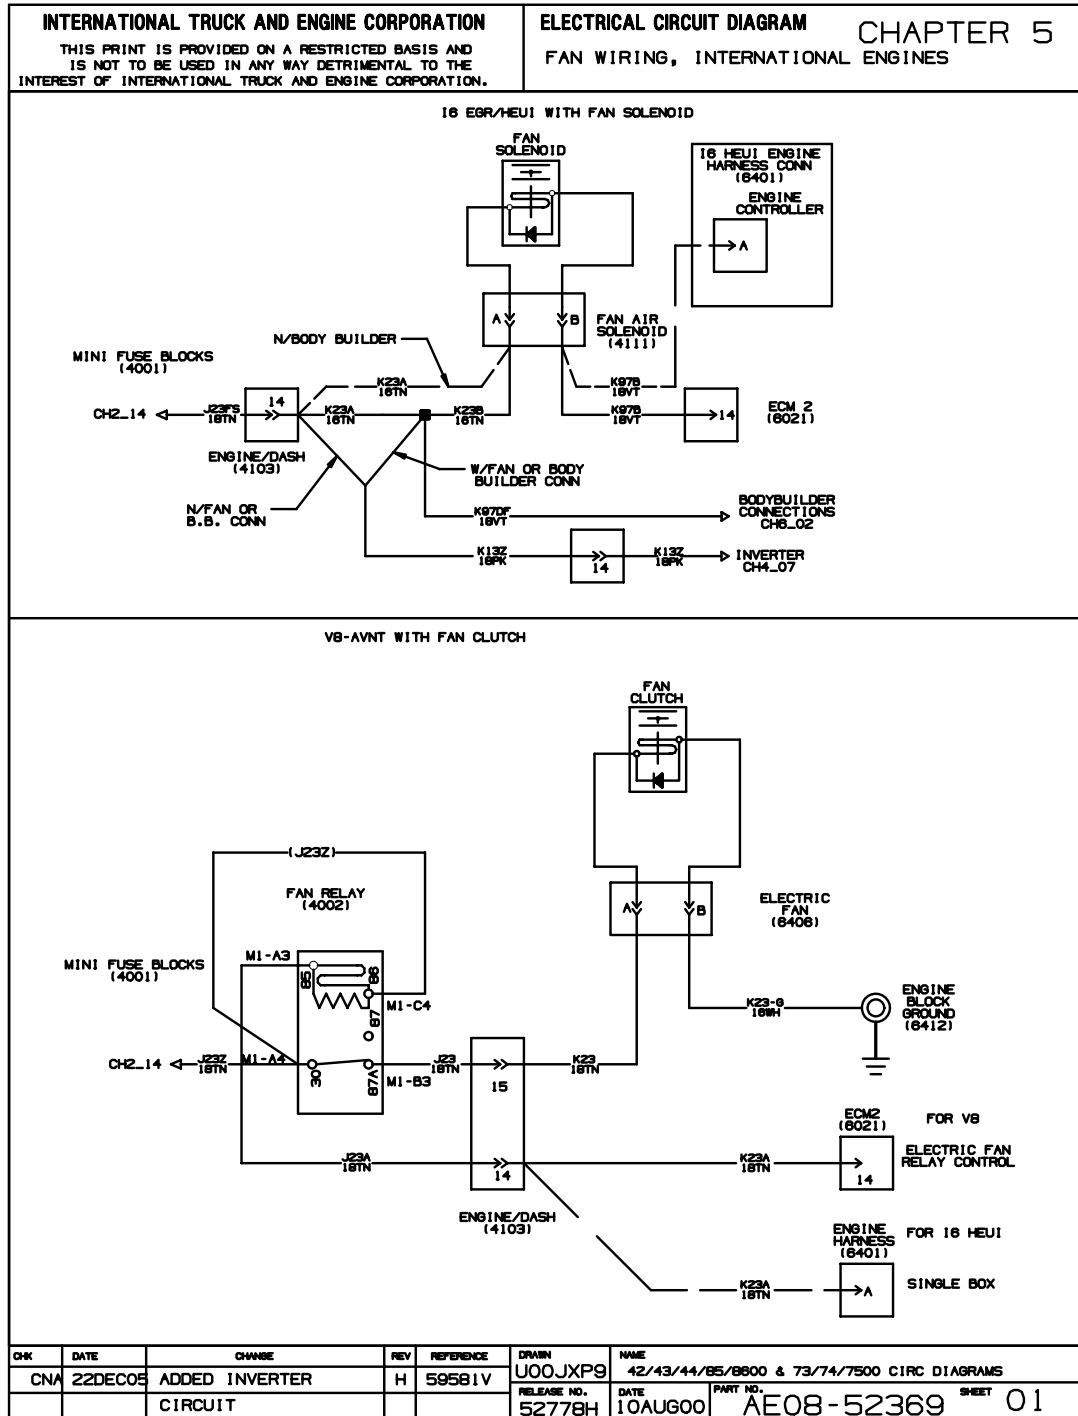 INTERNATIONAL TRUCK AND ENGINE CORPORATION
THIS PRINT IS PROVIDED ON A RESTRICTED BASIS AND
IS NOT TO BE USED IN ANY WAY DETRIMENTAL TO THE
INTEREST OF INTERNATIONAL TRUCK AND ENGINE CORPORATION.
ELECTRICAL CIRCUIT DIAGRAM
CHAPTER 5
FAN WIRING, INTERNATIONAL ENGINES
I6 EGR/HEUI WITH FAN SOLENOID
FAN
SOLENOID
I6 HEUI ENGINE
HARNESS CONN
(6401)
ENGINE
CONTROLLER
A
A
B
FAN AIR
SOLENOID
(4111)
N/BODY BUILDER
MINI FUSE BLOCKS
(4001)
K23A
16TN
K97B
18VT
CH2_14
J23FS
18TN
14
K23A
16TN
K23B
16TN
K97B
18VT
14
ECM 2
(6021)
ENGINE/DASH
(4103)
W/FAN OR BODY
BUILDER CONN
N/FAN OR
B.B. CONN
K97DF
18VT
BODYBUILDER
CONNECTIONS
CH6_02
K13Z
18PK
14
K13Z
18PK
INVERTER
CH4_07
V8-AVNT WITH FAN CLUTCH
FAN
CLUTCH
(J23Z)
FAN RELAY
(4002)
A
B
ELECTRIC
FAN
(6406)
M1-A3
MINI FUSE BLOCKS
(4001)
85
86
M1-C4
87
K23-G
16WH
ENGINE
BLOCK
GROUND
(6412)
CH2_14
J23Z
18TN
M1-A4
30
87A
M1-B3
J23
18TN
15
K23
18TN
ECM2
(6021)
FOR V8
J23A
18TN
14
K23A
18TN
14
ELECTRIC FAN
RELAY CONTROL
ENGINE/DASH
(4103)
ENGINE
HARNESS
(6401)
FOR I6 HEUI
K23A
18TN
A
SINGLE BOX
CHK DATE CHANGE REV REFERENCE DRAWN NAME
CNA 22DEC05 ADDED INVERTER H 59581V U00JXP9 42/43/44/85/8600 & 73/74/7500 CIRC DIAGRAMS
CIRCUIT
RELEASE NO. DATE PART NO. SHEET
52778H 10AUG00 AE08-52369 01